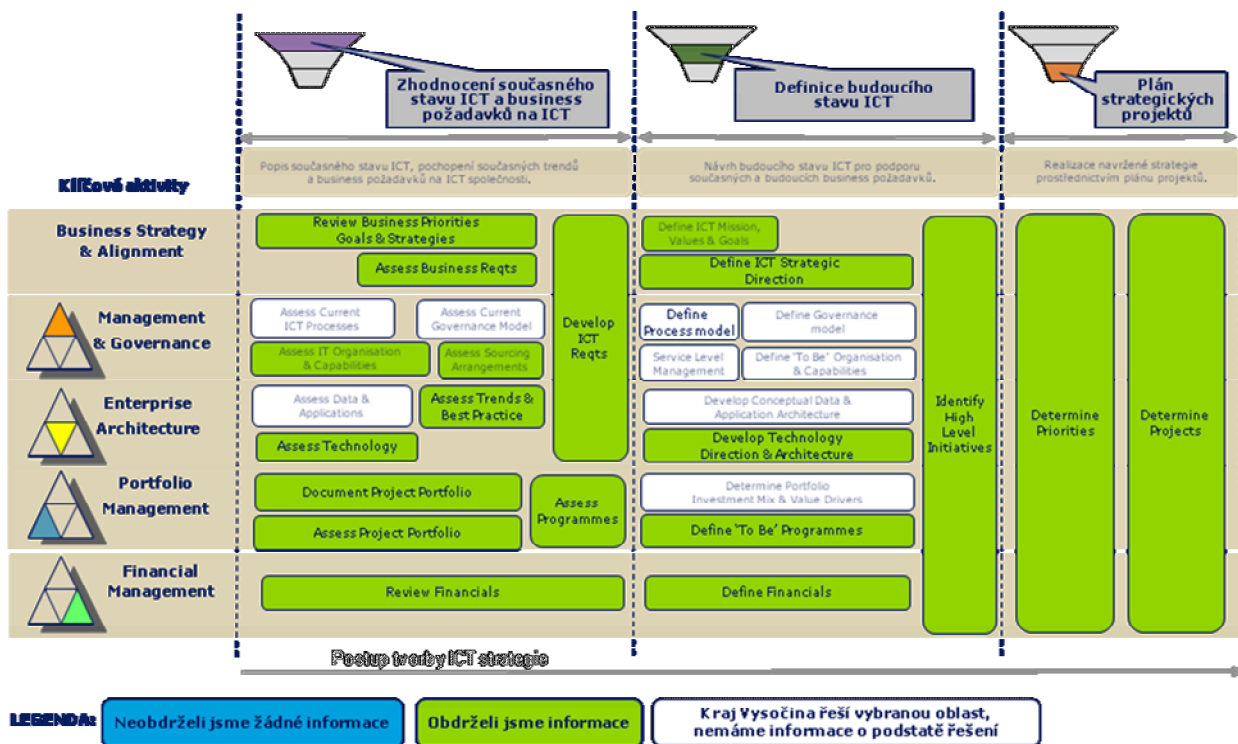 Zhodnocení současného
stavu ICT a business
požadavků na ICT
Definice budoucího
stavu ICT
Plán
strategických
projektů
Klíčové aktivity
Popis současného stavu ICT, pochopení současných trendů
a business požadavků na ICT společnosti.
Návrh budoucího stavu ICT pro podporu
současných a budoucích business požadavků.
Realizace navržené strategie
prostřednictvím plánu projektů.
Business Strategy
& Alignment
Review Business Priorities
Goals & Strategies
Assess Business Reqts
Develop
ICT
Reqts
Define ICT Mission,
Values & Goals
Define ICT Strategic
Direction
Identify
High
Level
Initiatives
Determine
Priorities
Determine
Projects
Management
& Governance
Assess Current
ICT Processes
Assess Current
Governance Model
Assess IT Organisation
& Capabilities
Assess Sourcing
Arrangements
Define
Process model
Define Governance
model
Service Level
Management
Define 'To Be' Organisation
& Capabilities
Enterprise
Architecture
Assess Data &
Applications
Assess Trends &
Best Practice
Assess Technology
Develop Conceptual Data &
Application Architecture
Develop Technology
Direction & Architecture
Portfolio
Management
Document Project Portfolio
Assess Project Portfolio
Assess
Programmes
Determine Portfolio
Investment Mix & Value Drivers
Define 'To Be' Programmes
Financial
Management
Review Financials
Define Financials
Postup tvorby ICT strategie
LEGENDA:
Neobdrželi jsme žádné informace
Obdrželi jsme informace
Kraj Vysočina řeší vybranou oblast,
nemáme informace o podstatě řešení